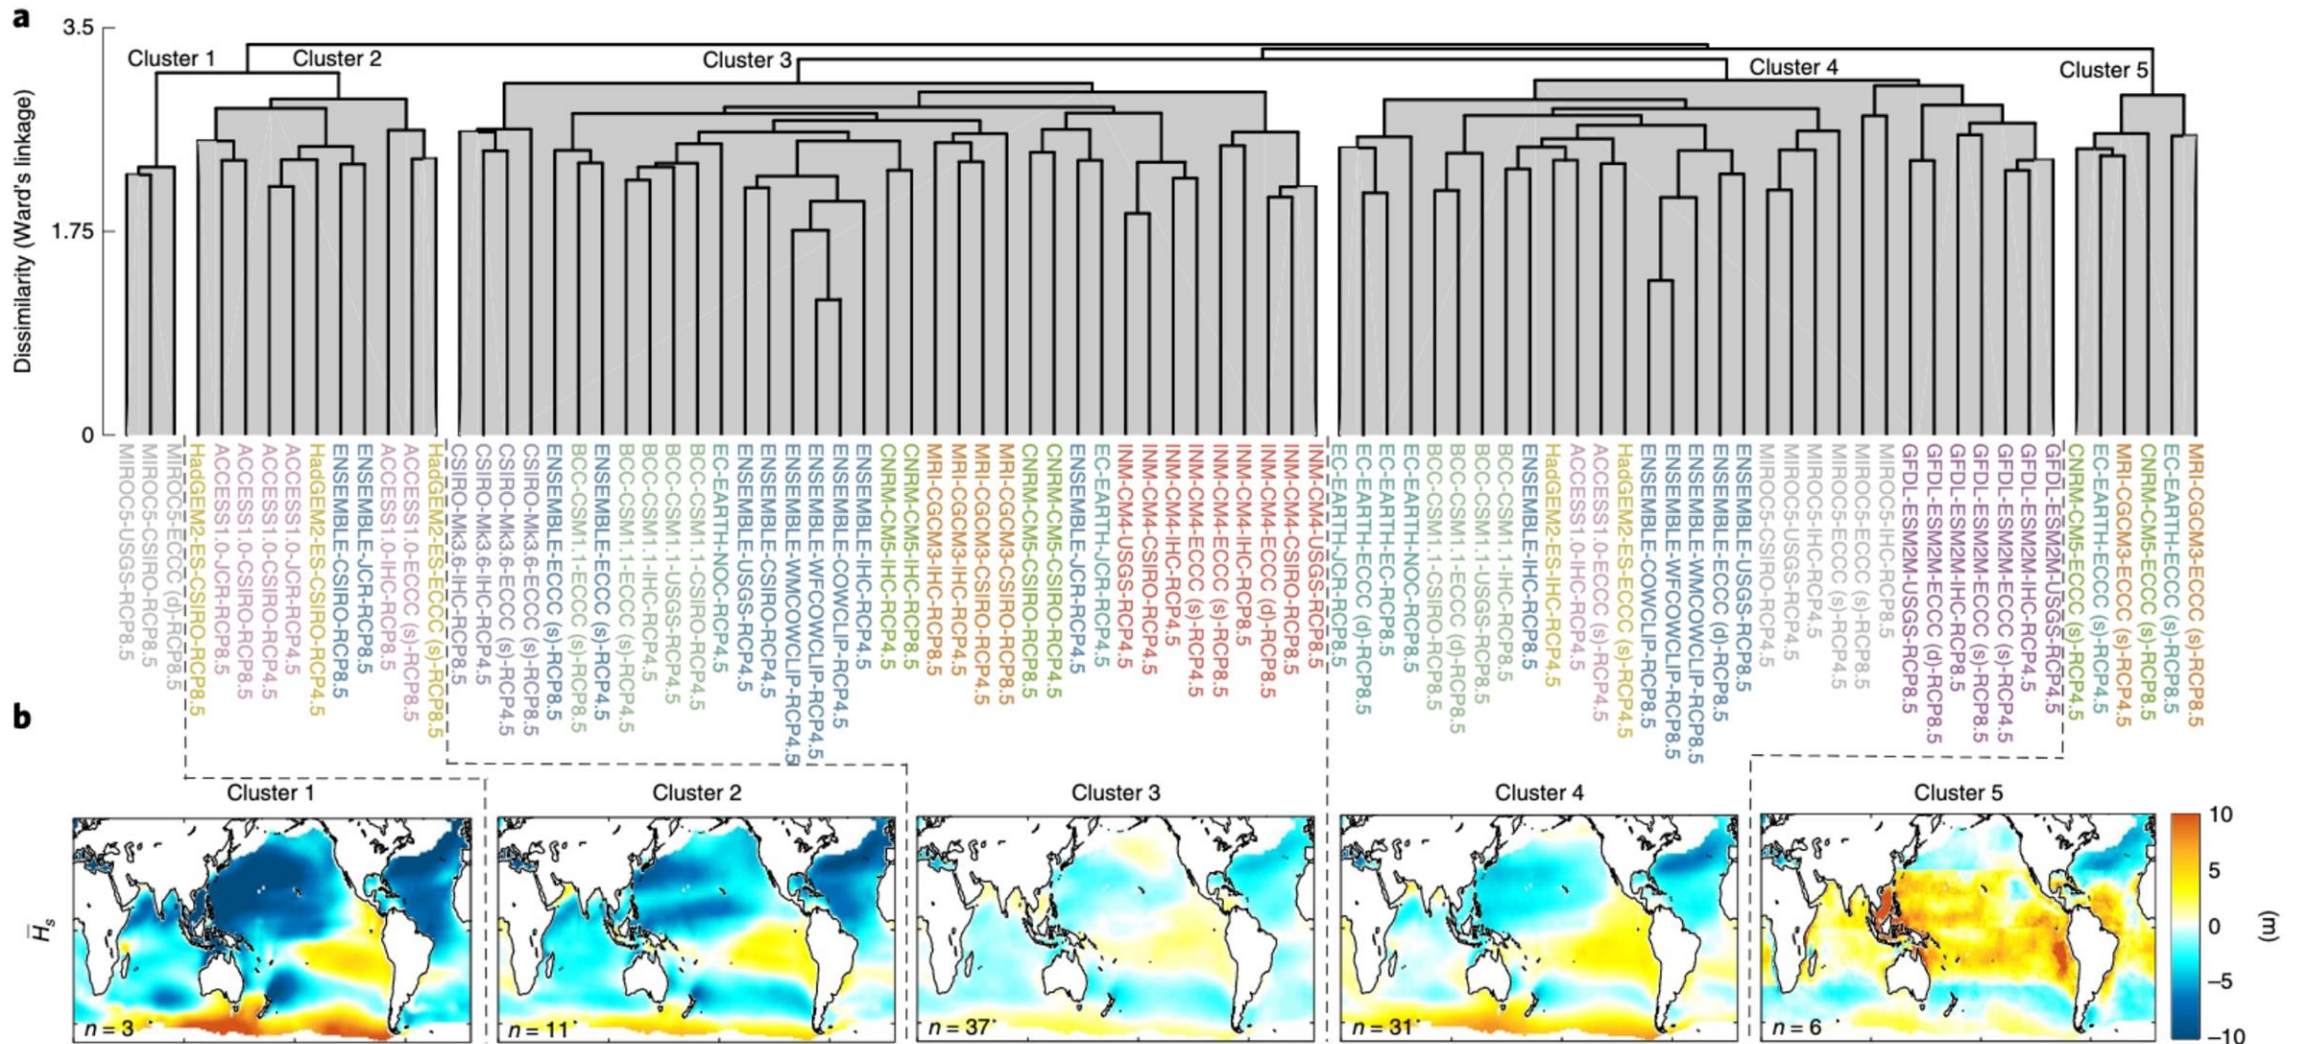 a
3.5
Cluster 1
Cluster 2
Cluster 3
Cluster 4
Cluster 5
Dissimilarity (Ward's linkage)
1.75
0
MIROC5-USGS-RCP8.5
MIROC5-CSIRO-RCP8.5
MIROC5-ECCC (d)-RCP8.5
HadGEM2-ES-CSIRO-RCP8.5
ACCESS1.0-JCR-RCP8.5
ACCESS1.0-CSIRO-RCP8.5
ACCESS1.0-CSIRO-RCP4.5
ACCESS1.0-JCR-RCP4.5
HadGEM2-ES-CSIRO-RCP4.5
ENSEMBLE-CSIRO-RCP8.5
ENSEMBLE-JCR-RCP8.5
ACCESS1.0-IHC-RCP8.5
ACCESS1.0-ECCC (s)-RCP8.5
HadGEM2-ES-ECCC (s)-RCP8.5
CSIRO-Mk3.6-IHC-RCP8.5
CSIRO-Mk3.6-IHC-RCP4.5
CSIRO-Mk3.6-ECCC (s)-RCP4.5
CSIRO-Mk3.6-ECCC (s)-RCP8.5
ENSEMBLE-ECCC (s)-RCP8.5
BCC-CSM1.1-ECCC (s)-RCP8.5
ENSEMBLE-ECCC (s)-RCP4.5
BCC-CSM1.1-ECCC (s)-RCP4.5
BCC-CSM1.1-IHC-RCP4.5
BCC-CSM1.1-USGS-RCP4.5
BCC-CSM1.1-CSIRO-RCP4.5
EC-EARTH-NOC-RCP4.5
ENSEMBLE-USGS-RCP4.5
ENSEMBLE-CSIRO-RCP4.5
ENSEMBLE-WMCOWCLIP-RCP4.5
ENSEMBLE-WFCOWCLIP-RCP4.5
ENSEMBLE-COWCLIP-RCP4.5
ENSEMBLE-IHC-RCP4.5
CNRM-CM5-IHC-RCP4.5
CNRM-CM5-IHC-RCP8.5
MRI-CGCM3-IHC-RCP8.5
MRI-CGCM3-IHC-RCP4.5
MRI-CGCM3-CSIRO-RCP4.5
MRI-CGCM3-CSIRO-RCP8.5
CNRM-CM5-CSIRO-RCP8.5
CNRM-CM5-CSIRO-RCP4.5
ENSEMBLE-JCR-RCP4.5
EC-EARTH-JCR-RCP4.5
INM-CM4-USGS-RCP4.5
INM-CM4-CSIRO-RCP4.5
INM-CM4-IHC-RCP4.5
INM-CM4-ECCC (s)-RCP4.5
INM-CM4-ECCC (s)-RCP8.5
INM-CM4-IHC-RCP8.5
INM-CM4-ECCC (d)-RCP8.5
INM-CM4-CSIRO-RCP8.5
INM-CM4-USGS-RCP8.5
EC-EARTH-JCR-RCP8.5
EC-EARTH-ECCC (d)-RCP8.5
EC-EARTH-EC-RCP8.5
EC-EARTH-NOC-RCP8.5
BCC-CSM1.1-CSIRO-RCP8.5
BCC-CSM1.1-ECCC (d)-RCP8.5
BCC-CSM1.1-USGS-RCP8.5
BCC-CSM1.1-IHC-RCP8.5
ENSEMBLE-IHC-RCP8.5
HadGEM2-ES-IHC-RCP4.5
ACCESS1.0-IHC-RCP4.5
ACCESS1.0-ECCC (s)-RCP4.5
HadGEM2-ES-ECCC (s)-RCP4.5
ENSEMBLE-COWCLIP-RCP8.5
ENSEMBLE-WFCOWCLIP-RCP8.5
ENSEMBLE-WMCOWCLIP-RCP8.5
ENSEMBLE-ECCC (d)-RCP8.5
ENSEMBLE-USGS-RCP8.5
MIROC5-CSIRO-RCP4.5
MIROC5-USGS-RCP4.5
MIROC5-IHC-RCP4.5
MIROC5-ECCC (s)-RCP4.5
MIROC5-ECCC (s)-RCP8.5
MIROC5-IHC-RCP8.5
GFDL-ESM2M-USGS-RCP8.5
GFDL-ESM2M-ECCC (d)-RCP8.5
GFDL-ESM2M-IHC-RCP8.5
GFDL-ESM2M-ECCC (s)-RCP8.5
GFDL-ESM2M-ECCC (s)-RCP4.5
GFDL-ESM2M-IHC-RCP4.5
GFDL-ESM2M-USGS-RCP4.5
CNRM-CM5-ECCC (s)-RCP4.5
EC-EARTH-ECCC (s)-RCP4.5
MRI-CGCM3-ECCC (s)-RCP4.5
CNRM-CM5-ECCC (s)-RCP8.5
EC-EARTH-ECCC (s)-RCP8.5
MRI-CGCM3-ECCC (s)-RCP8.5
b
Cluster 1
Cluster 2
Cluster 3
Cluster 4
Cluster 5
H̅s
n = 3
n = 11
n = 37
n = 31
n = 6
10
5
0
−5
−10
(m)